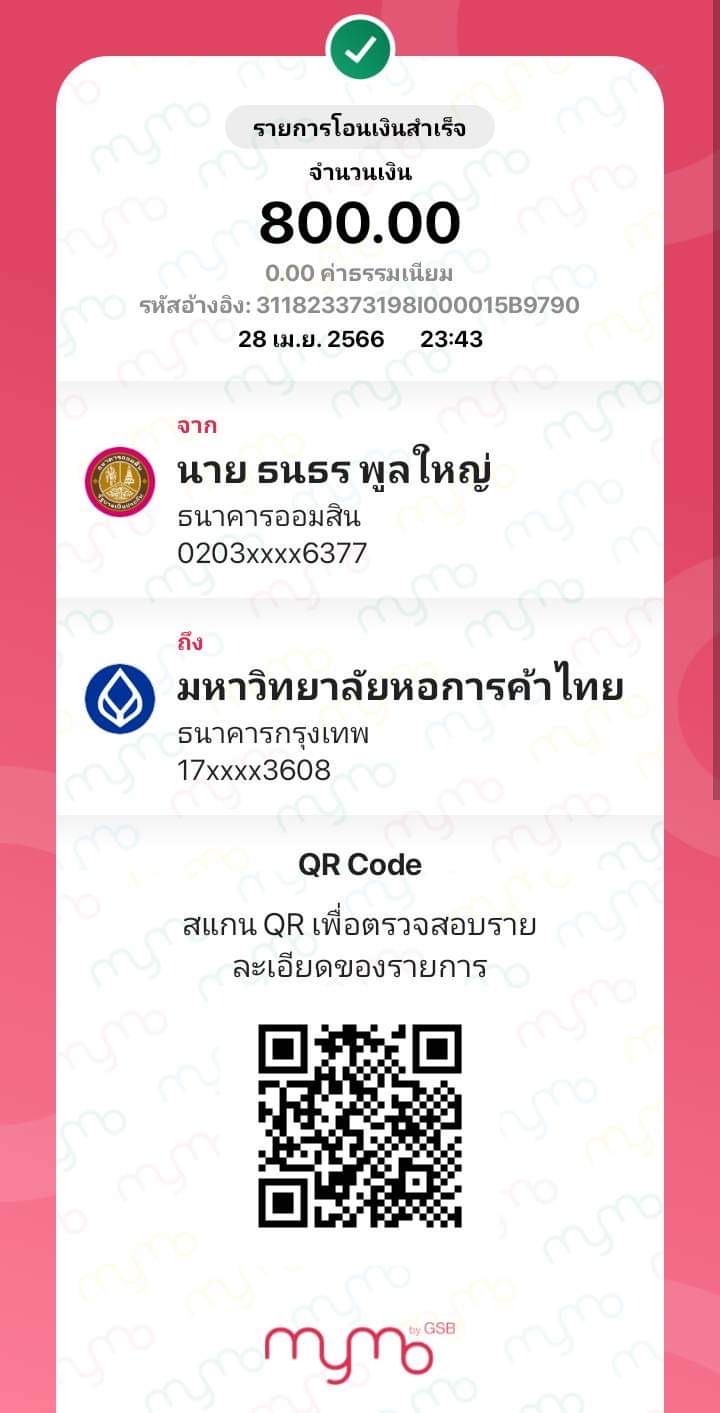 รายการโอนเงินสำเร็จ
จำนวนเงิน
800.00
0.00 ค่าธรรมเนียม
รหัสอ้างอิง: 311823373198I000015B9790
28 เม.ย. 2566 23:43
จาก
นาย ธนธร พูลใหญ่
ธนาคารออมสิน
0203xxxx6377
ถึง
มหาวิทยาลัยหอการค้าไทย
ธนาคารกรุงเทพ
17xxxx3608
QR Code
สแกน QR เพื่อตรวจสอบราย
ละเอียดของรายการ
mymo by GSB